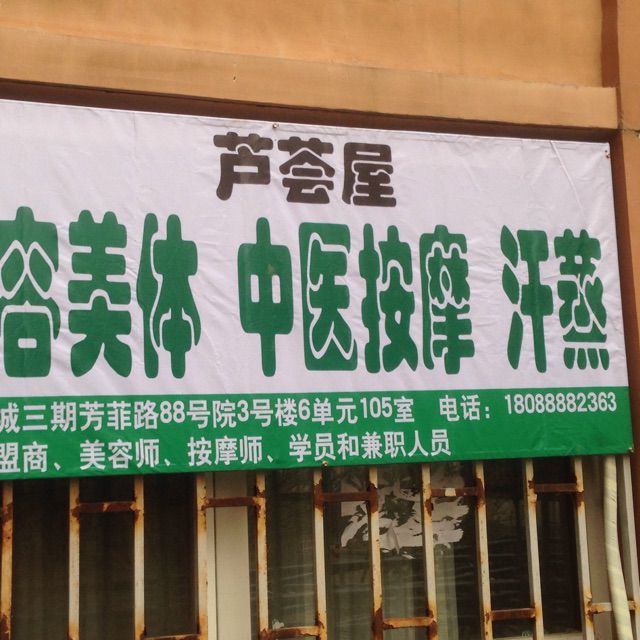 芦荟屋
容美体 中医按摩 汗蒸
城三期芳菲路88号院3号楼6单元105室 电话：18088882363
盟商、美容师、按摩师、学员和兼职人员